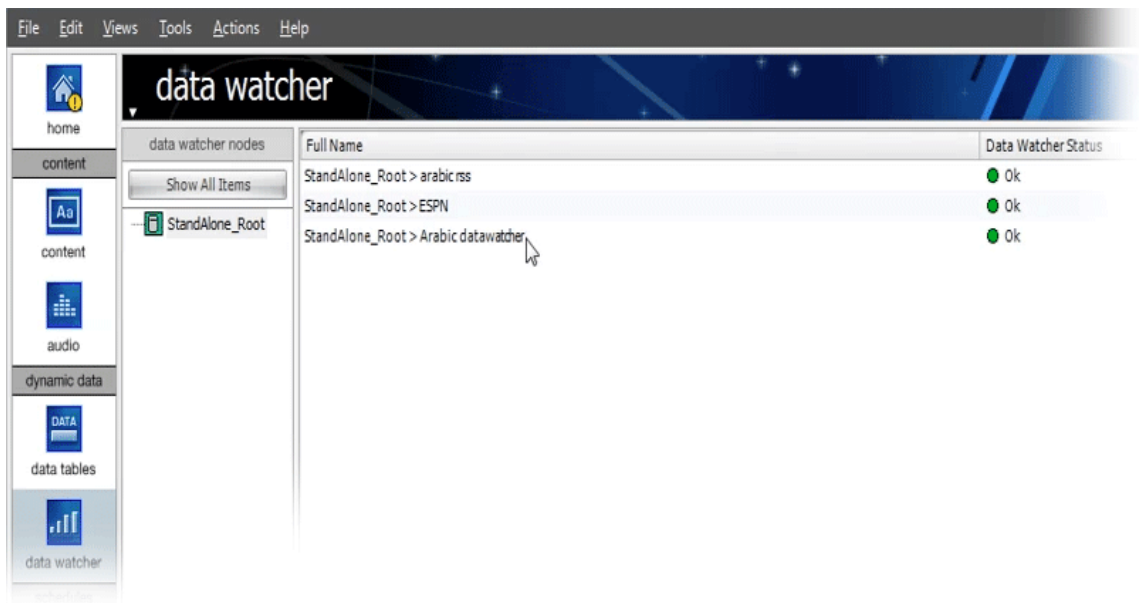 File Edit Views Tools Actions Help
data watcher
home
content
Aa
content
audio
dynamic data
DATA
data tables
data watcher
data watcher nodes
Show All Items
StandAlone_Root
Full Name Data Watcher Status
StandAlone_Root > arabic rss Ok
StandAlone_Root > ESPN Ok
StandAlone_Root > Arabic datawatcher Ok